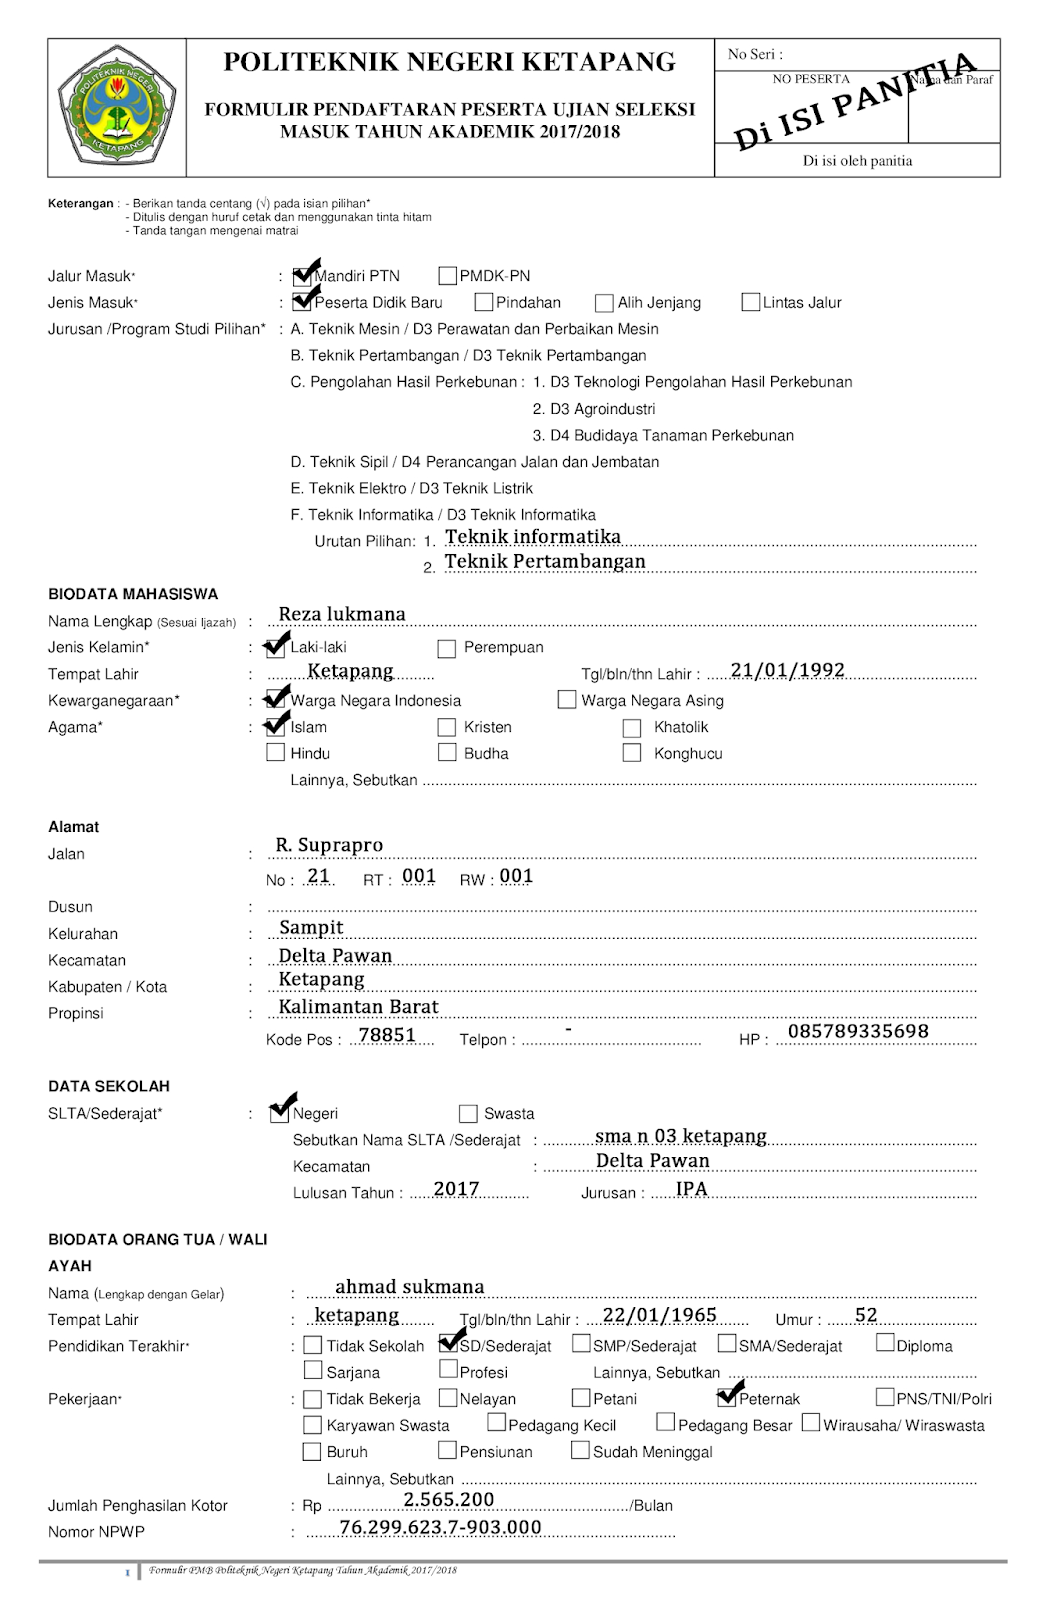 POLITEKNIK NEGERI
KETAPANG
POLITEKNIK NEGERI KETAPANG
FORMULIR PENDAFTARAN PESERTA UJIAN SELEKSI
MASUK TAHUN AKADEMIK 2017/2018
No Seri :
NO PESERTA Nama dan Paraf
Di ISI PANITIA
Di isi oleh panitia
Keterangan : - Berikan tanda centang (√) pada isian pilihan*
- Ditulis dengan huruf cetak dan menggunakan tinta hitam
- Tanda tangan mengenai matrai
Jalur Masuk* : Mandiri PTN PMDK-PN
Jenis Masuk* : Peserta Didik Baru Pindahan Alih Jenjang Lintas Jalur
Jurusan /Program Studi Pilihan* : A. Teknik Mesin / D3 Perawatan dan Perbaikan Mesin
B. Teknik Pertambangan / D3 Teknik Pertambangan
C. Pengolahan Hasil Perkebunan : 1. D3 Teknologi Pengolahan Hasil Perkebunan
2. D3 Agroindustri
3. D4 Budidaya Tanaman Perkebunan
D. Teknik Sipil / D4 Perancangan Jalan dan Jembatan
E. Teknik Elektro / D3 Teknik Listrik
F. Teknik Informatika / D3 Teknik Informatika
Urutan Pilihan: 1. Teknik informatika
2. Teknik Pertambangan
BIODATA MAHASISWA
Nama Lengkap (Sesuai Ijazah) : Reza lukmana
Jenis Kelamin* : Laki-laki Perempuan
Tempat Lahir : Ketapang Tgl/bln/thn Lahir : 21/01/1992
Kewarganegaraan* : Warga Negara Indonesia Warga Negara Asing
Agama* : Islam Kristen Khatolik
Hindu Budha Konghucu
Lainnya, Sebutkan
Alamat
Jalan : R. Suprapro
No : 21 RT : 001 RW : 001
Dusun :
Kelurahan : Sampit
Kecamatan : Delta Pawan
Kabupaten / Kota : Ketapang
Propinsi : Kalimantan Barat
Kode Pos : 78851 Telpon : - HP : 085789335698
DATA SEKOLAH
SLTA/Sederajat* : Negeri Swasta
Sebutkan Nama SLTA /Sederajat : sma n 03 ketapang
Kecamatan : Delta Pawan
Lulusan Tahun : 2017 Jurusan : IPA
BIODATA ORANG TUA / WALI
AYAH
Nama (Lengkap dengan Gelar) : ahmad sukmana
Tempat Lahir : ketapang Tgl/bln/thn Lahir : 22/01/1965 Umur : 52
Pendidikan Terakhir* : Tidak Sekolah SD/Sederajat SMP/Sederajat SMA/Sederajat Diploma
Sarjana Profesi Lainnya, Sebutkan
Pekerjaan* : Tidak Bekerja Nelayan Petani Peternak PNS/TNI/Polri
Karyawan Swasta Pedagang Kecil Pedagang Besar Wirausaha/ Wiraswasta
Buruh Pensiunan Sudah Meninggal
Lainnya, Sebutkan
Jumlah Penghasilan Kotor : Rp 2.565.200 /Bulan
Nomor NPWP : 76.299.623.7-903.000
1 Formulir PMB Politeknik Negeri Ketapang Tahun Akademik 2017/2018